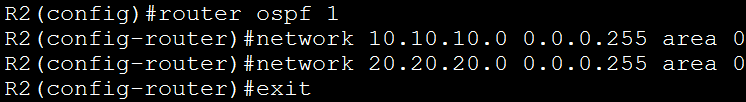 R2(config)#router ospf 1
R2(config-router)#network 10.10.10.0 0.0.0.255 area 0
R2(config-router)#network 20.20.20.0 0.0.0.255 area 0
R2(config-router)#exit